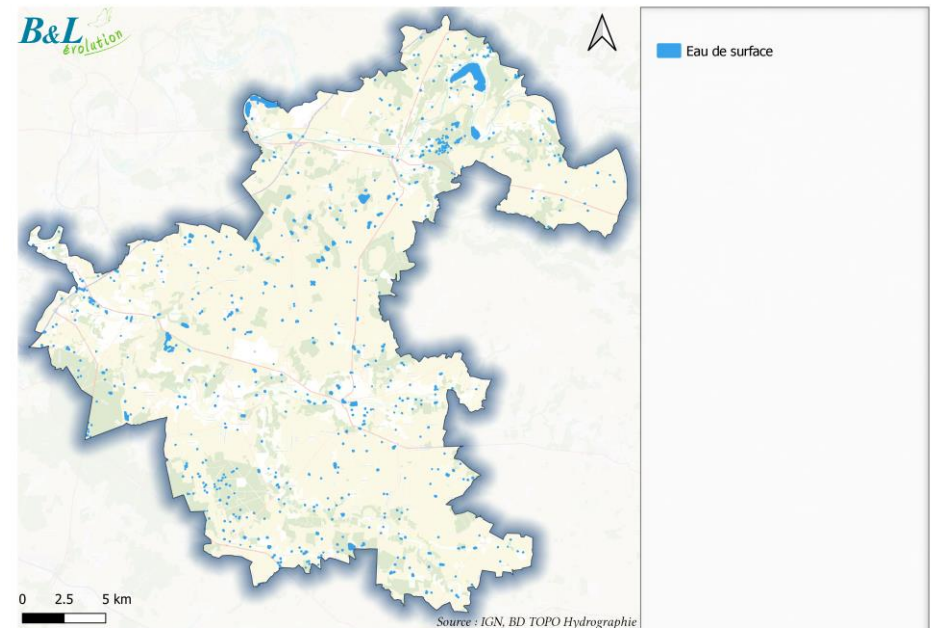 B&L
évolution
Eau de surface
0 2.5 5 km
Source : IGN, BD TOPO Hydrographie